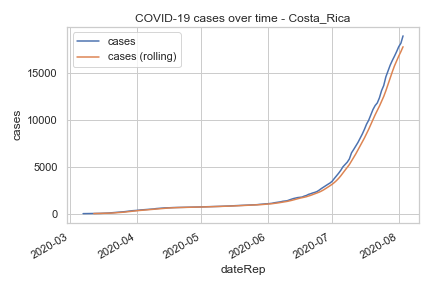 COVID-19 cases over time - Costa_Rica
cases
cases (rolling)
cases
15000
10000
5000
0
2020-03
2020-04
2020-05
2020-06
2020-07
2020-08
dateRep